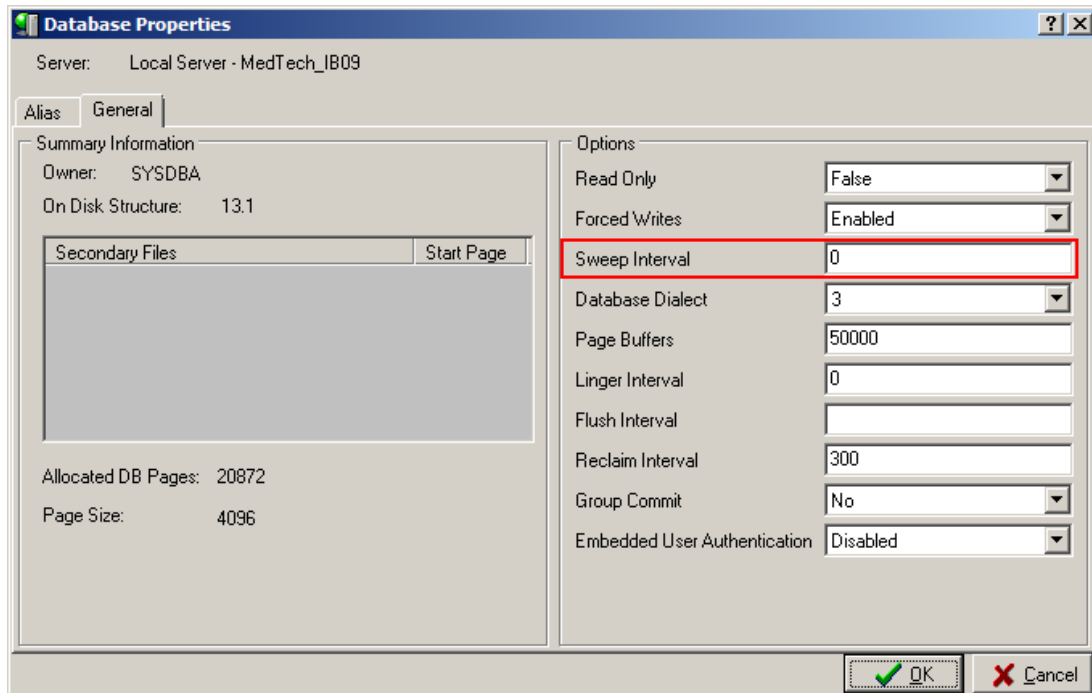 Database Properties
Server: Local Server - MedTech_IB09
Alias General
Summary Information
Owner: SYSDBA
On Disk Structure: 13.1
Secondary Files Start Page
Allocated DB Pages: 20872
Page Size: 4096
Options
Read Only False
Forced Writes Enabled
Sweep Interval 0
Database Dialect 3
Page Buffers 50000
Linger Interval 0
Flush Interval
Reclaim Interval 300
Group Commit No
Embedded User Authentication Disabled
OK Cancel